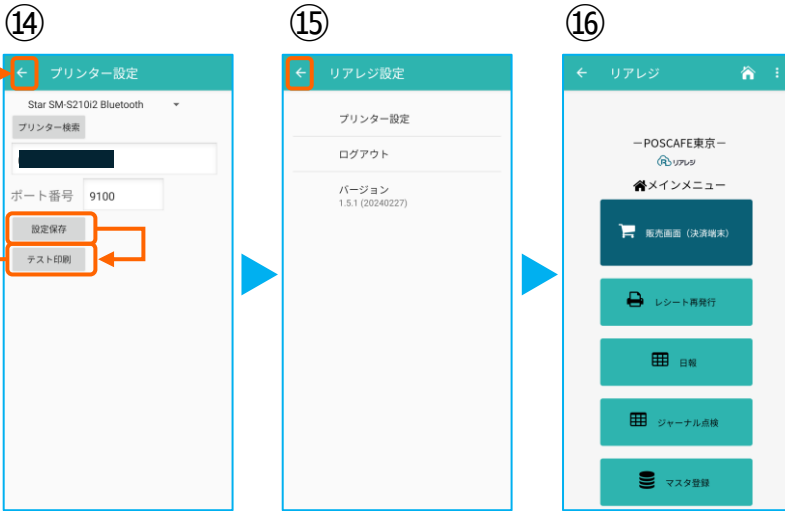 ⑭
プリンター設定
Star SM-S210i2 Bluetooth
プリンター検索
ポート番号 9100
設定保存
テスト印刷
⑮
リアレジ設定
プリンター設定
ログアウト
バージョン
1.5.1 (20240227)
⑯
リアレジ
－POSCAFE東京－
リアレジ
メインメニュー
販売画面（決済端末）
レシート再発行
日報
ジャーナル点検
マスタ登録